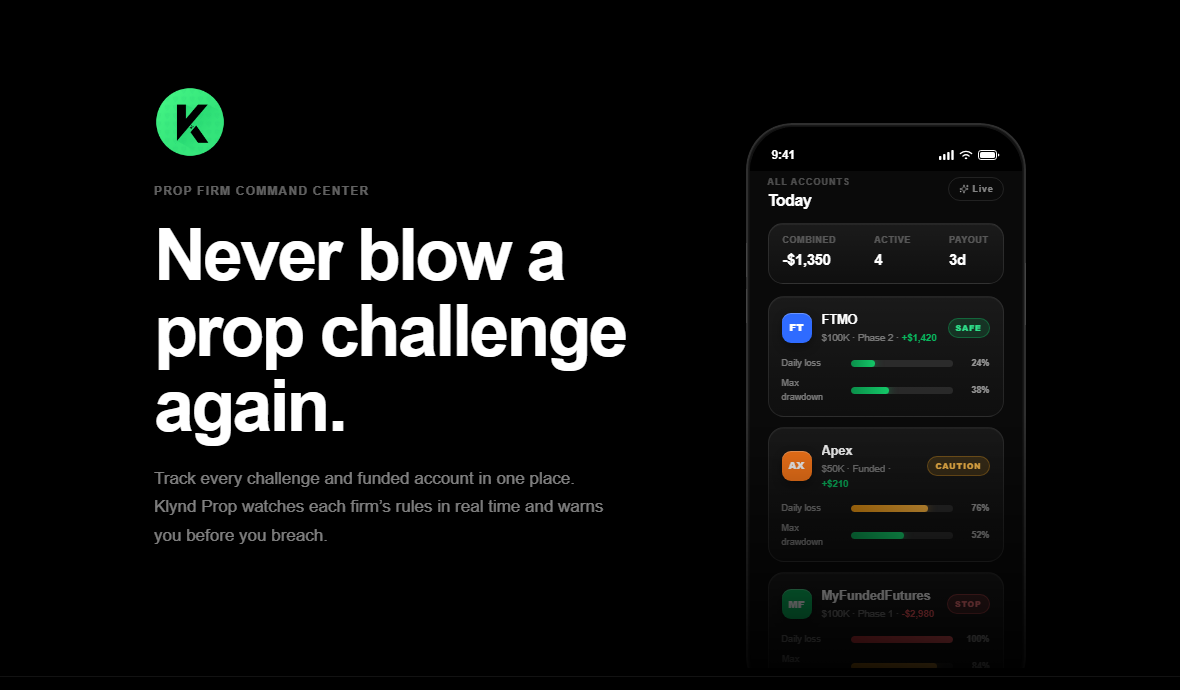 K
PROP FIRM COMMAND CENTER
Never blow a
prop challenge
again.
Track every challenge and funded account in one place.
Klynd Prop watches each firm’s rules in real time and warns
you before you breach.
9:41
ALL ACCOUNTS
Today
Live
COMBINED ACTIVE PAYOUT
-$1,350 4 3d
FT
FTMO
$100K · Phase 2 · +$1,420
SAFE
Daily loss 24%
Max
drawdown 38%
AX
Apex
$50K · Funded ·
+$210
CAUTION
Daily loss 76%
Max
drawdown 52%
MF
MyFundedFutures
$100K · Phase 1 · -$2,980
STOP
Daily loss 100%
Max